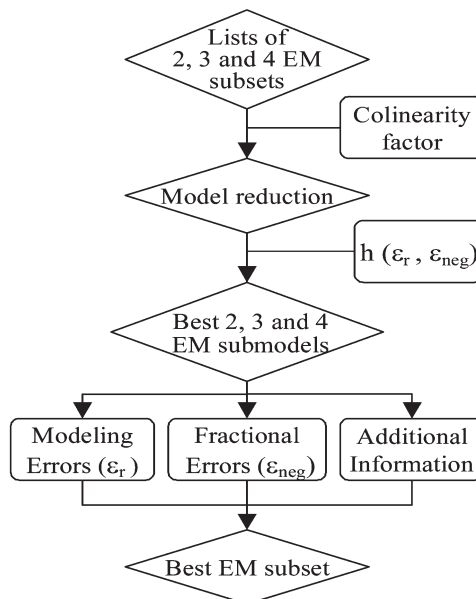 Lists of
2, 3 and 4 EM
subsets
Colinearity
factor
Model reduction
h (εr , εneg)
Best 2, 3 and 4
EM submodels
Modeling
Errors (εr )
Fractional
Errors (εneg)
Additional
Information
Best EM subset